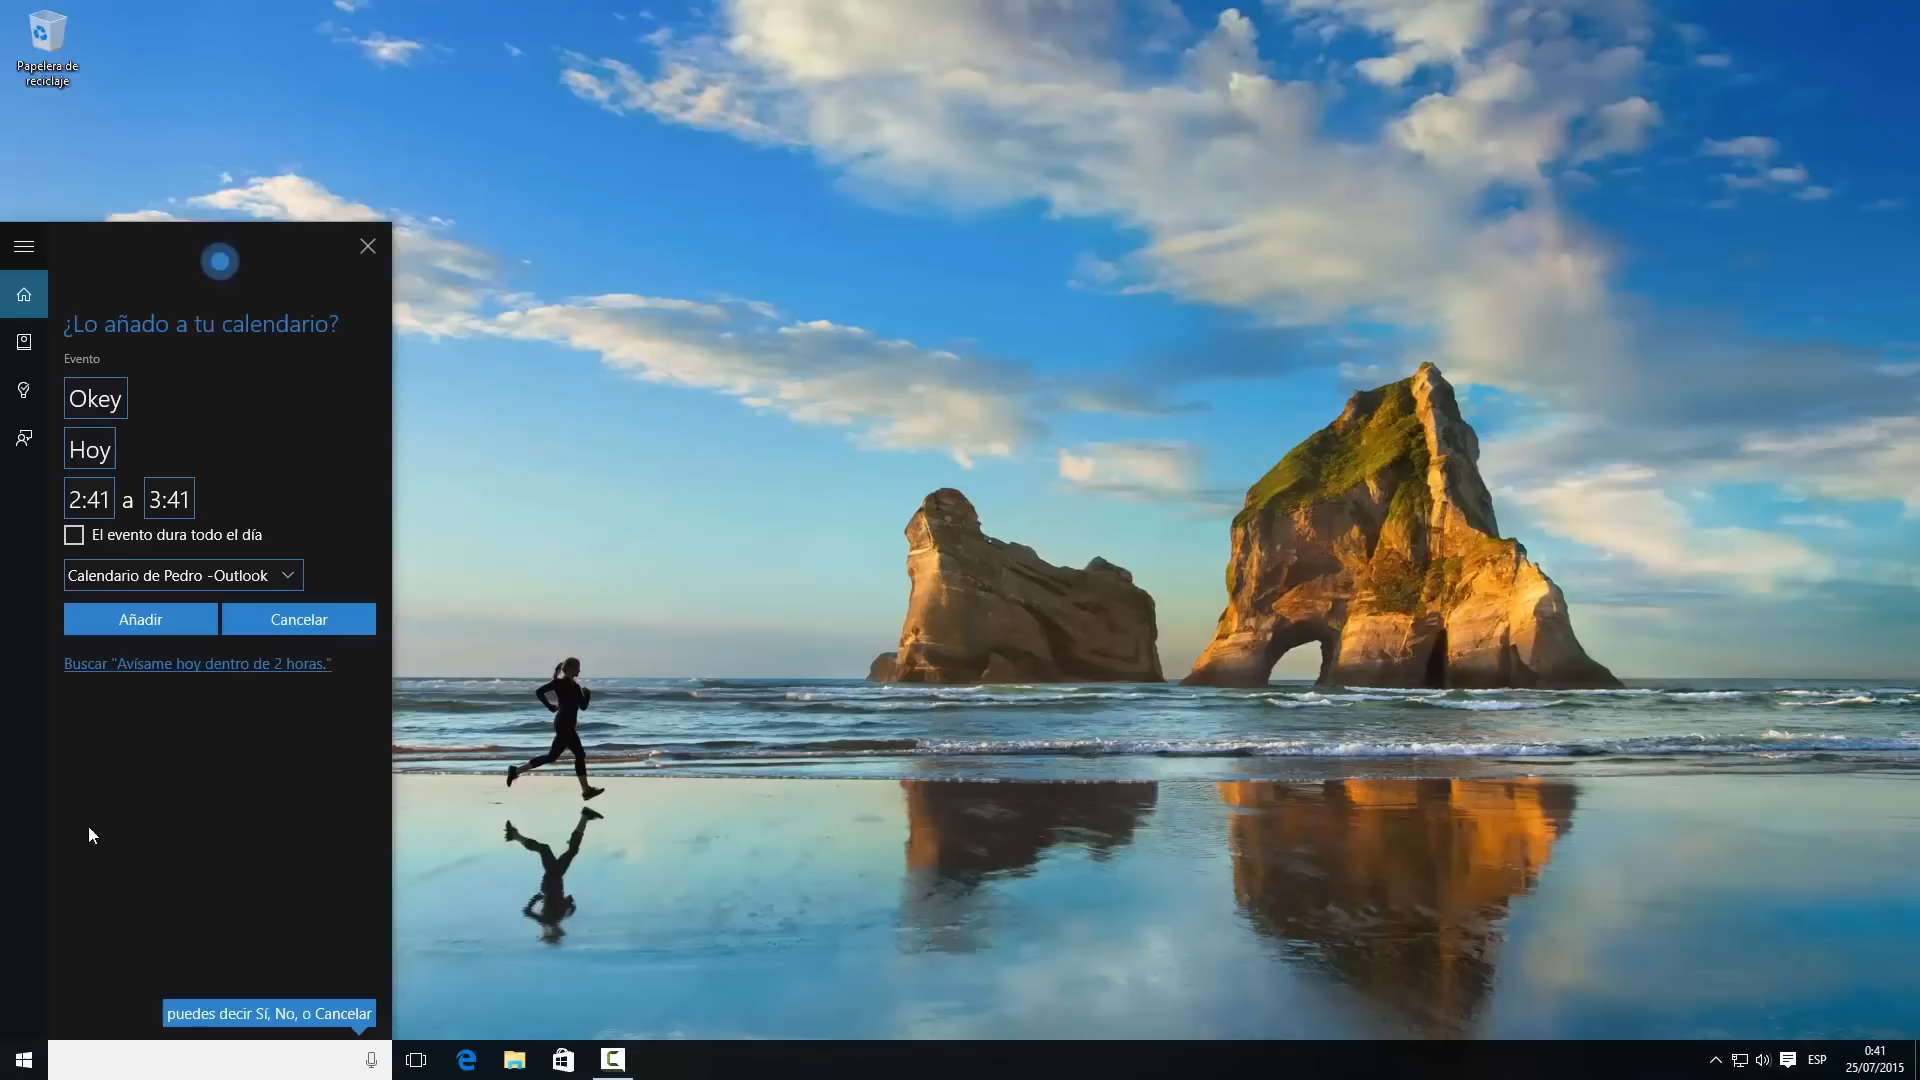 Papelera de
reciclaje
¿Lo añado a tu calendario?
Evento
Okey
Hoy
2:41 a 3:41
El evento dura todo el día
Calendario de Pedro -Outlook
Añadir Cancelar
Buscar "Avísame hoy dentro de 2 horas."
puedes decir Sí, No, o Cancelar
ESP
0:41
25/07/2015